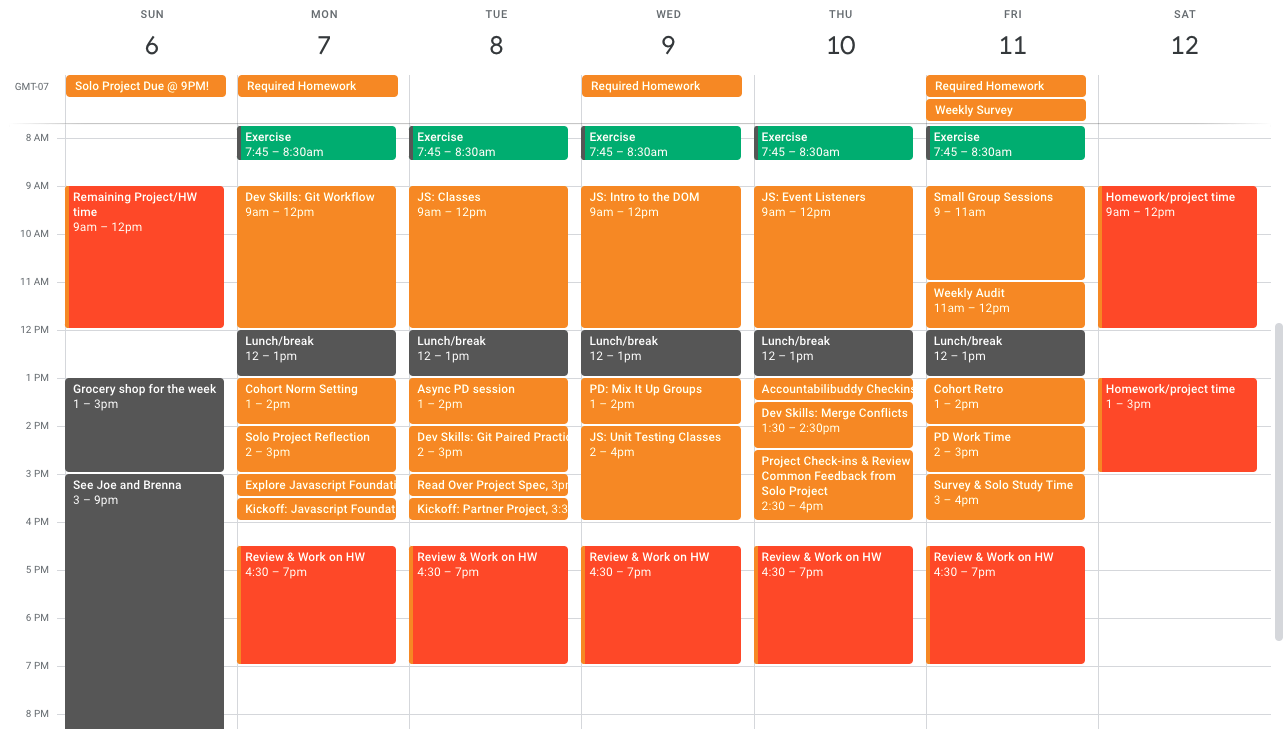 SUN
6
MON
7
TUE
8
WED
9
THU
10
FRI
11
SAT
12
GMT-07
Solo Project Due @ 9PM!
Required Homework
Required Homework
Required Homework
Weekly Survey
8 AM
9 AM
10 AM
11 AM
12 PM
1 PM
2 PM
3 PM
4 PM
5 PM
6 PM
7 PM
8 PM
Remaining Project/HW
time
9am – 12pm
Grocery shop for the week
1 – 3pm
See Joe and Brenna
3 – 9pm
Exercise
7:45 – 8:30am
Dev Skills: Git Workflow
9am – 12pm
Lunch/break
12 – 1pm
Cohort Norm Setting
1 – 2pm
Solo Project Reflection
2 – 3pm
Explore Javascript Foundati
Kickoff: Javascript Foundat
Review & Work on HW
4:30 – 7pm
Exercise
7:45 – 8:30am
JS: Classes
9am – 12pm
Lunch/break
12 – 1pm
Async PD session
1 – 2pm
Dev Skills: Git Paired Practic
2 – 3pm
Read Over Project Spec, 3pm
Kickoff: Partner Project, 3:3
Review & Work on HW
4:30 – 7pm
Exercise
7:45 – 8:30am
JS: Intro to the DOM
9am – 12pm
Lunch/break
12 – 1pm
PD: Mix It Up Groups
1 – 2pm
JS: Unit Testing Classes
2 – 4pm
Review & Work on HW
4:30 – 7pm
Exercise
7:45 – 8:30am
JS: Event Listeners
9am – 12pm
Lunch/break
12 – 1pm
Accountabilibuddy Checkins
Dev Skills: Merge Conflicts
1:30 – 2:30pm
Project Check-ins & Review
Common Feedback from
Solo Project
2:30 – 4pm
Review & Work on HW
4:30 – 7pm
Exercise
7:45 – 8:30am
Small Group Sessions
9 – 11am
Weekly Audit
11am – 12pm
Lunch/break
12 – 1pm
Cohort Retro
1 – 2pm
PD Work Time
2 – 3pm
Survey & Solo Study Time
3 – 4pm
Review & Work on HW
4:30 – 7pm
Homework/project time
9am – 12pm
Homework/project time
1 – 3pm